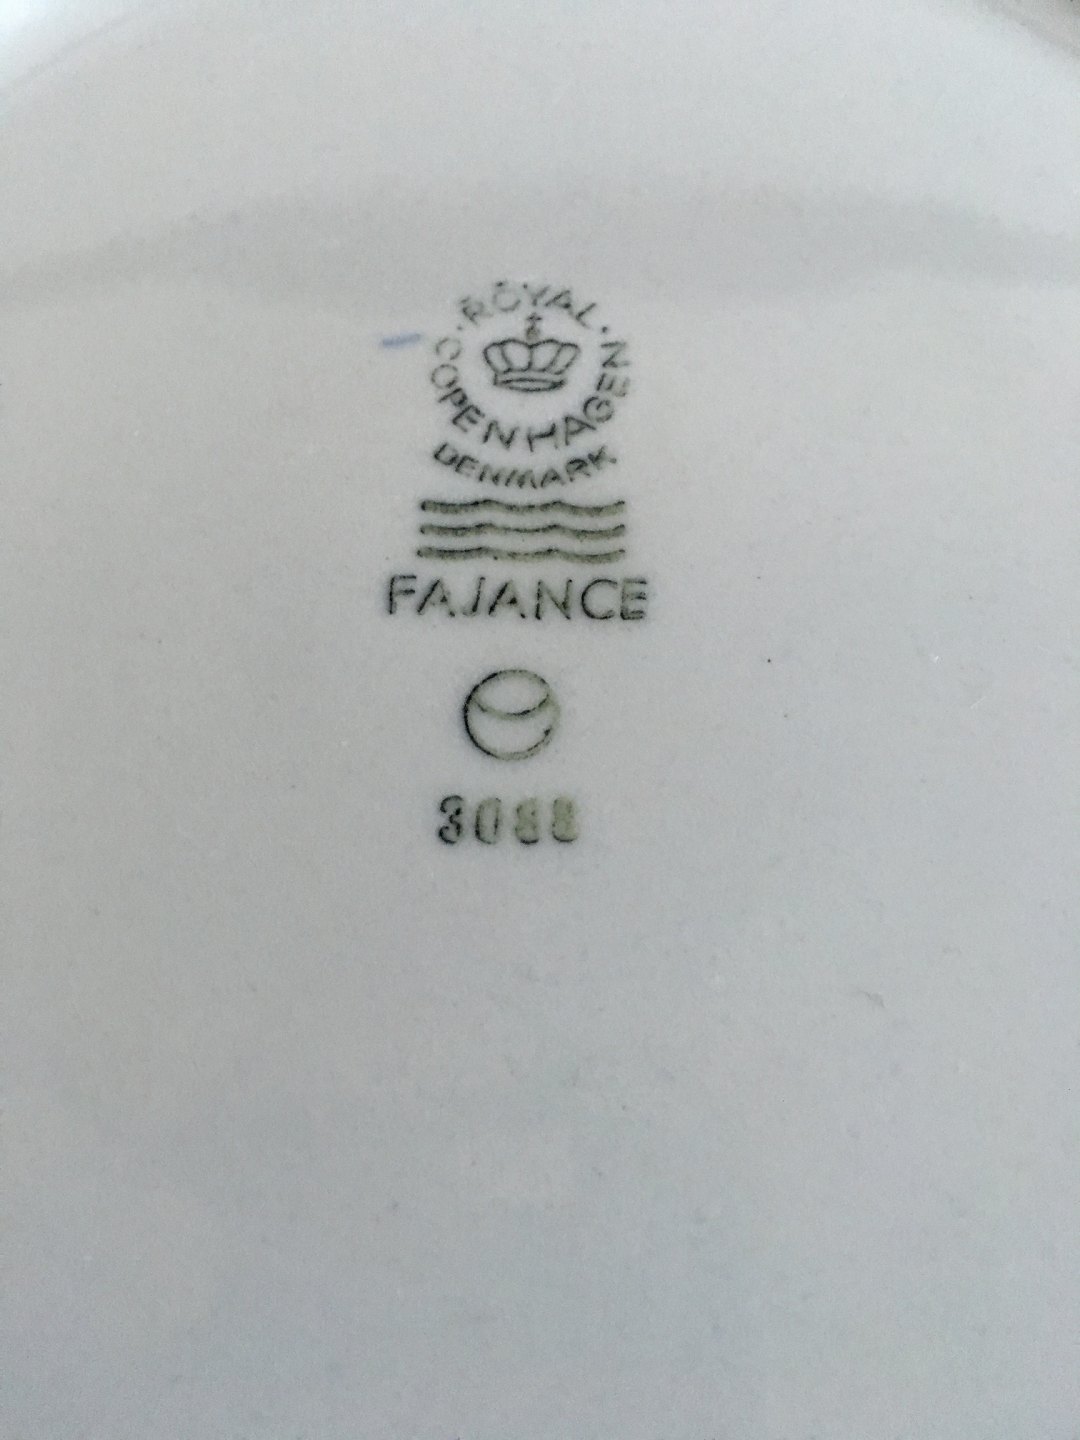 ROYAL
COPENHAGEN
DENMARK
FAJANCE
3088